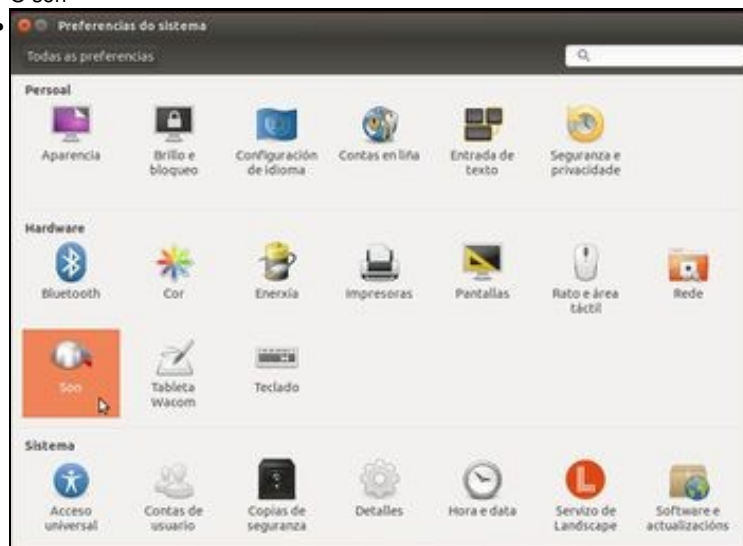 Preferencias do sistema
Todas as preferencias
Persoal
Aparencia
Brillo e
bloqueo
Configuración
de idioma
Contas en liña
Entrada de
texto
Seguranza e
privacidade
Hardware
Bluetooth
Cor
Enerxía
Impresoras
Pantallas
Rato e área
táctil
Rede
Son
Tableta
Wacom
Teclado
Sistema
Acceso
universal
Contas de
usuario
Copias de
seguranza
Detalles
Hora e data
Servizo de
Landscape
Software e
actualizacións